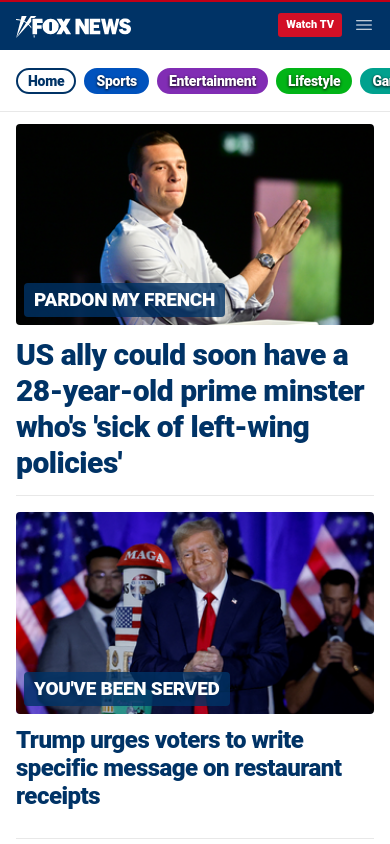 FOX NEWS
Watch TV
Home
Sports
Entertainment
Lifestyle
Ga
PARDON MY FRENCH
US ally could soon have a
28-year-old prime minster
who's 'sick of left-wing
policies'
MAGA
YOU'VE BEEN SERVED
Trump urges voters to write
specific message on restaurant
receipts